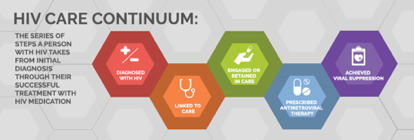 HIV CARE CONTINUUM:
THE SERIES OF
STEPS A PERSON
WITH HIV TAKES
FROM INITIAL
DIAGNOSIS
THROUGH THEIR
SUCCESSFUL
TREATMENT WITH
HIV MEDICATION
DIAGNOSED
WITH HIV
LINKED TO
CARE
ENGAGED OR
RETAINED
IN CARE
PRESCRIBED
ANTIRETROVIRAL
THERAPY
ACHIEVED
VIRAL SUPPRESSION